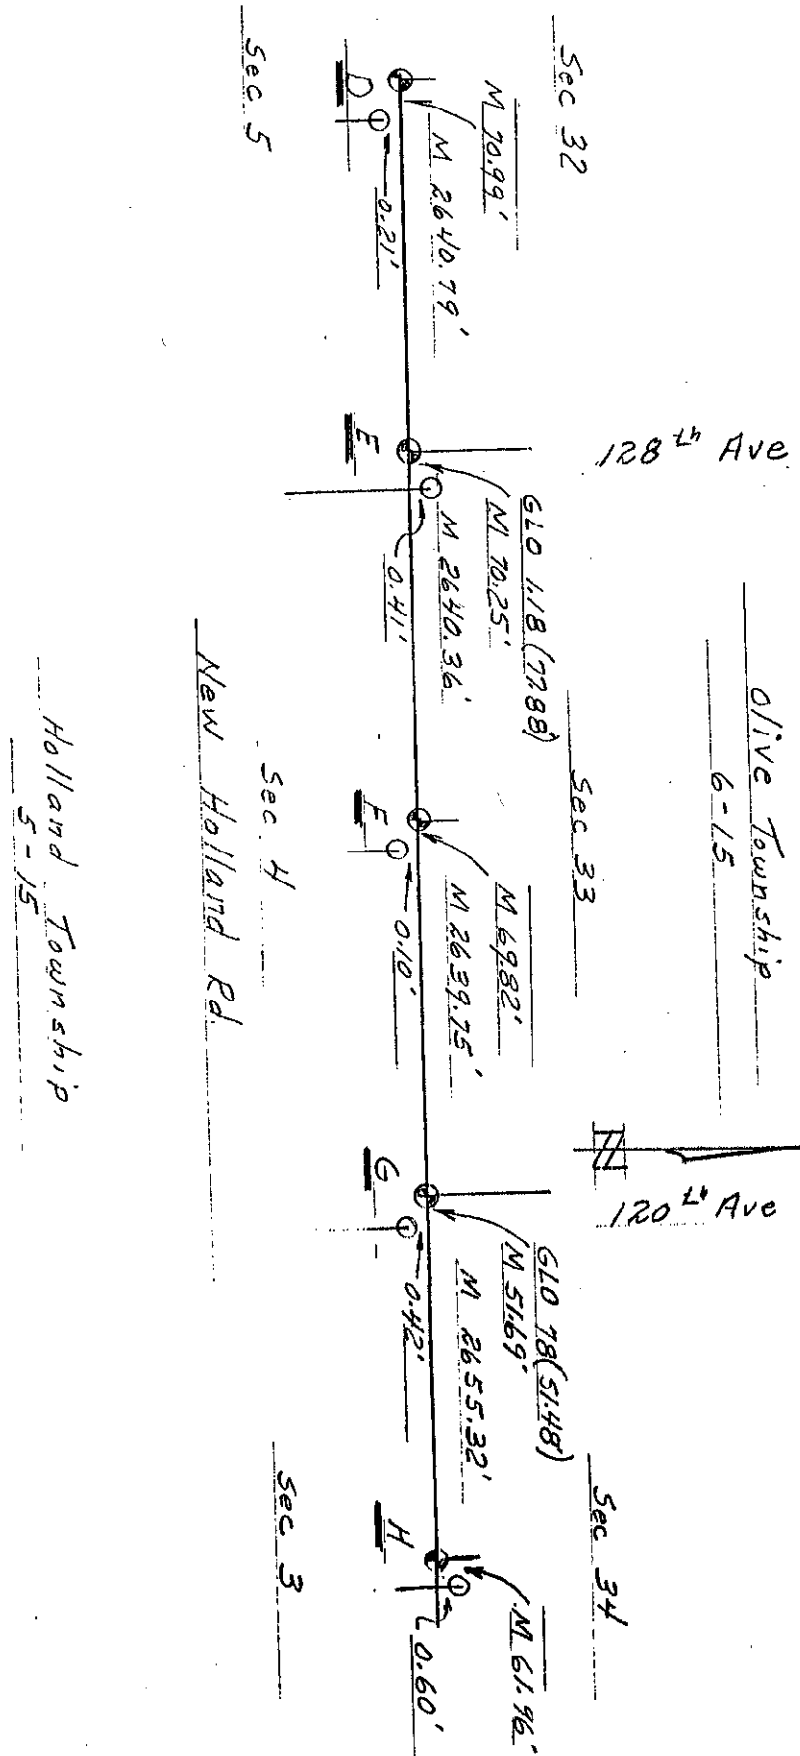 Sec 32
M 70.99'
M 2640.79'
D
0.21'
Sec 5
128th Ave
E
GLO 1.18 (77.88)
M 70.25'
M 2640.36'
0.41'
Olive Township
6-15
Sec 33
F
M 69.82'
M 2639.75'
0.10'
Sec. 4
New Holland Rd.
Holland Township
5-15
120th Ave
G
GLO 78 (51.48)
M 51.69'
M 2655.32'
0.42'
Sec 34
H
M 61.96'
0.60'
Sec 3